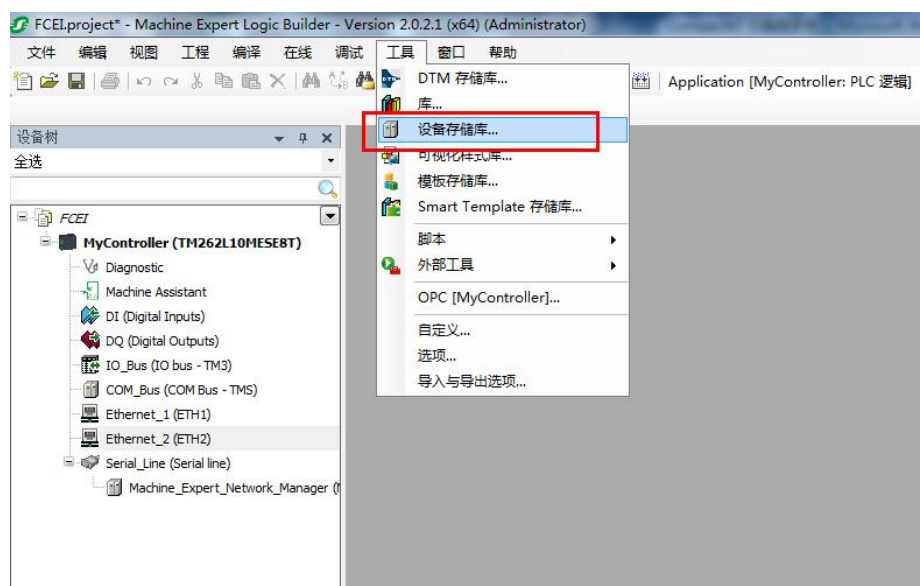 FCEI.project* - Machine Expert Logic Builder - Version 2.0.2.1 (x64) (Administrator)
文件 编辑 视图 工程 编译 在线 调试 工具 窗口 帮助
Application [MyController: PLC 逻辑]
DTM 存储库...
库...
设备存储库...
可视化样式库...
模板存储库...
Smart Template 存储库...
脚本
外部工具
OPC [MyController]...
自定义...
选项...
导入与导出选项...
设备树
全选
FCEI
MyController (TM262L10MESE8T)
Diagnostic
Machine Assistant
DI (Digital Inputs)
DQ (Digital Outputs)
IO_Bus (IO bus - TM3)
COM_Bus (COM Bus - TMS)
Ethernet_1 (ETH1)
Ethernet_2 (ETH2)
Serial_Line (Serial line)
Machine_Expert_Network_Manager (